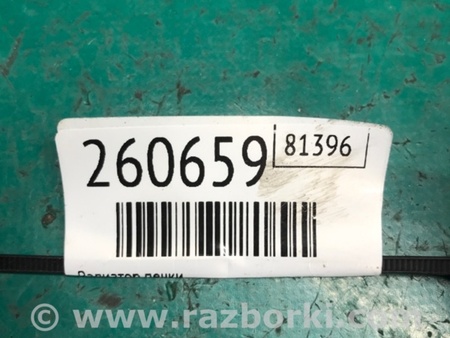 260659 81396
Радиатор печки
© www.razborki.com